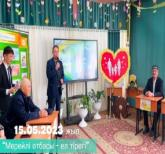 15.05.2023 жыл
"Мерейлі отбасы - ел тірегі"